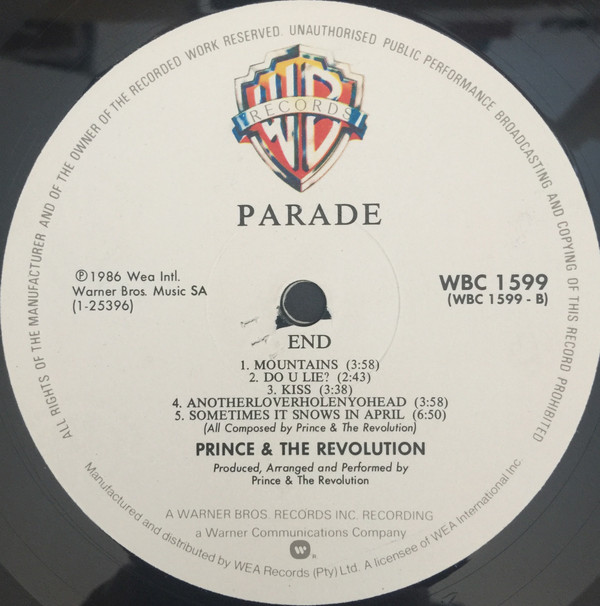 ALL RIGHTS OF THE MANUFACTURER AND OF THE OWNER OF THE RECORDED WORK RESERVED. UNAUTHORISED PUBLIC PERFORMANCE BROADCASTING AND COPYING OF THIS RECORD PROHIBITED
WB
RECORDS
PARADE
℗1986 Wea Intl.
Warner Bros. Music SA
(1-25396)
WBC 1599
(WBC 1599 - B)
END
1. MOUNTAINS (3:58)
2. DO U LIE? (2:43)
3. KISS (3:38)
4. ANOTHERLOVERHOLENYOHEAD (3:58)
5. SOMETIMES IT SNOWS IN APRIL (6:50)
(All Composed by Prince & The Revolution)
PRINCE & THE REVOLUTION
Produced, Arranged and Performed by
Prince & The Revolution
A WARNER BROS. RECORDS INC. RECORDING
a Warner Communications Company
R
Manufactured and distributed by WEA Records (Pty) Ltd. A licensee of WEA International Inc.